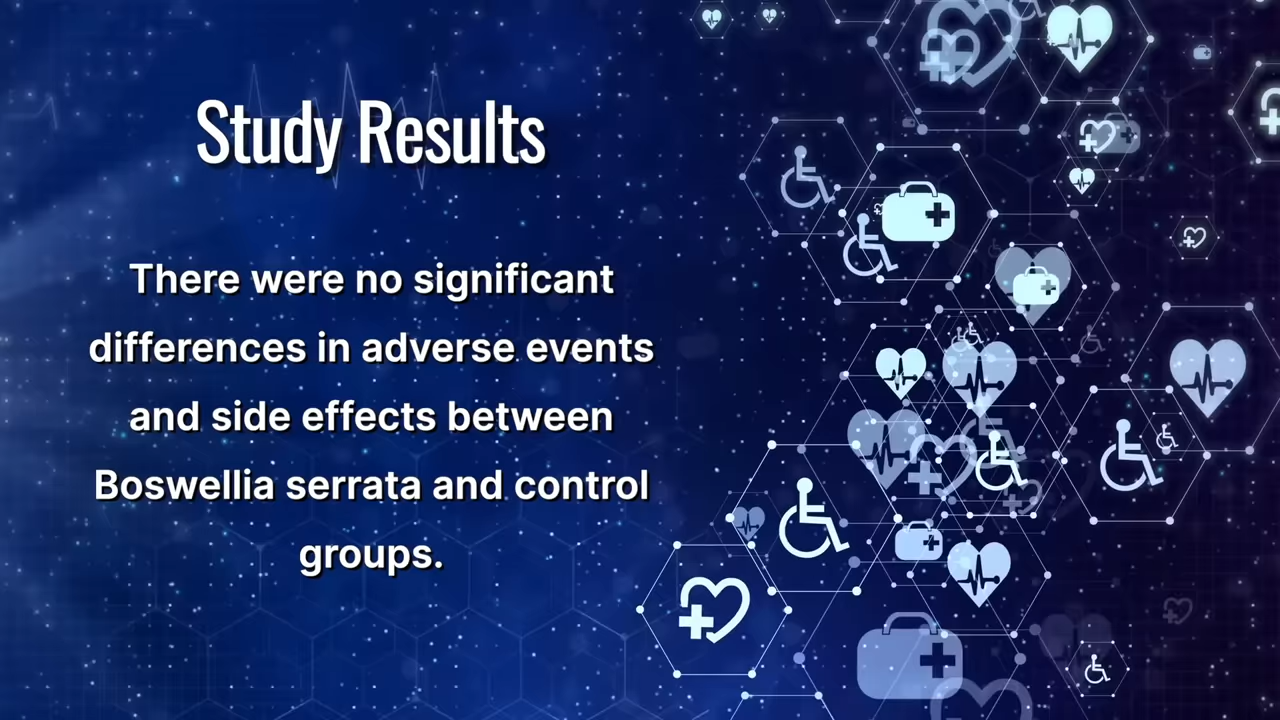 Study Results
There were no significant
differences in adverse events
and side effects between
Boswellia serrata and control
groups.